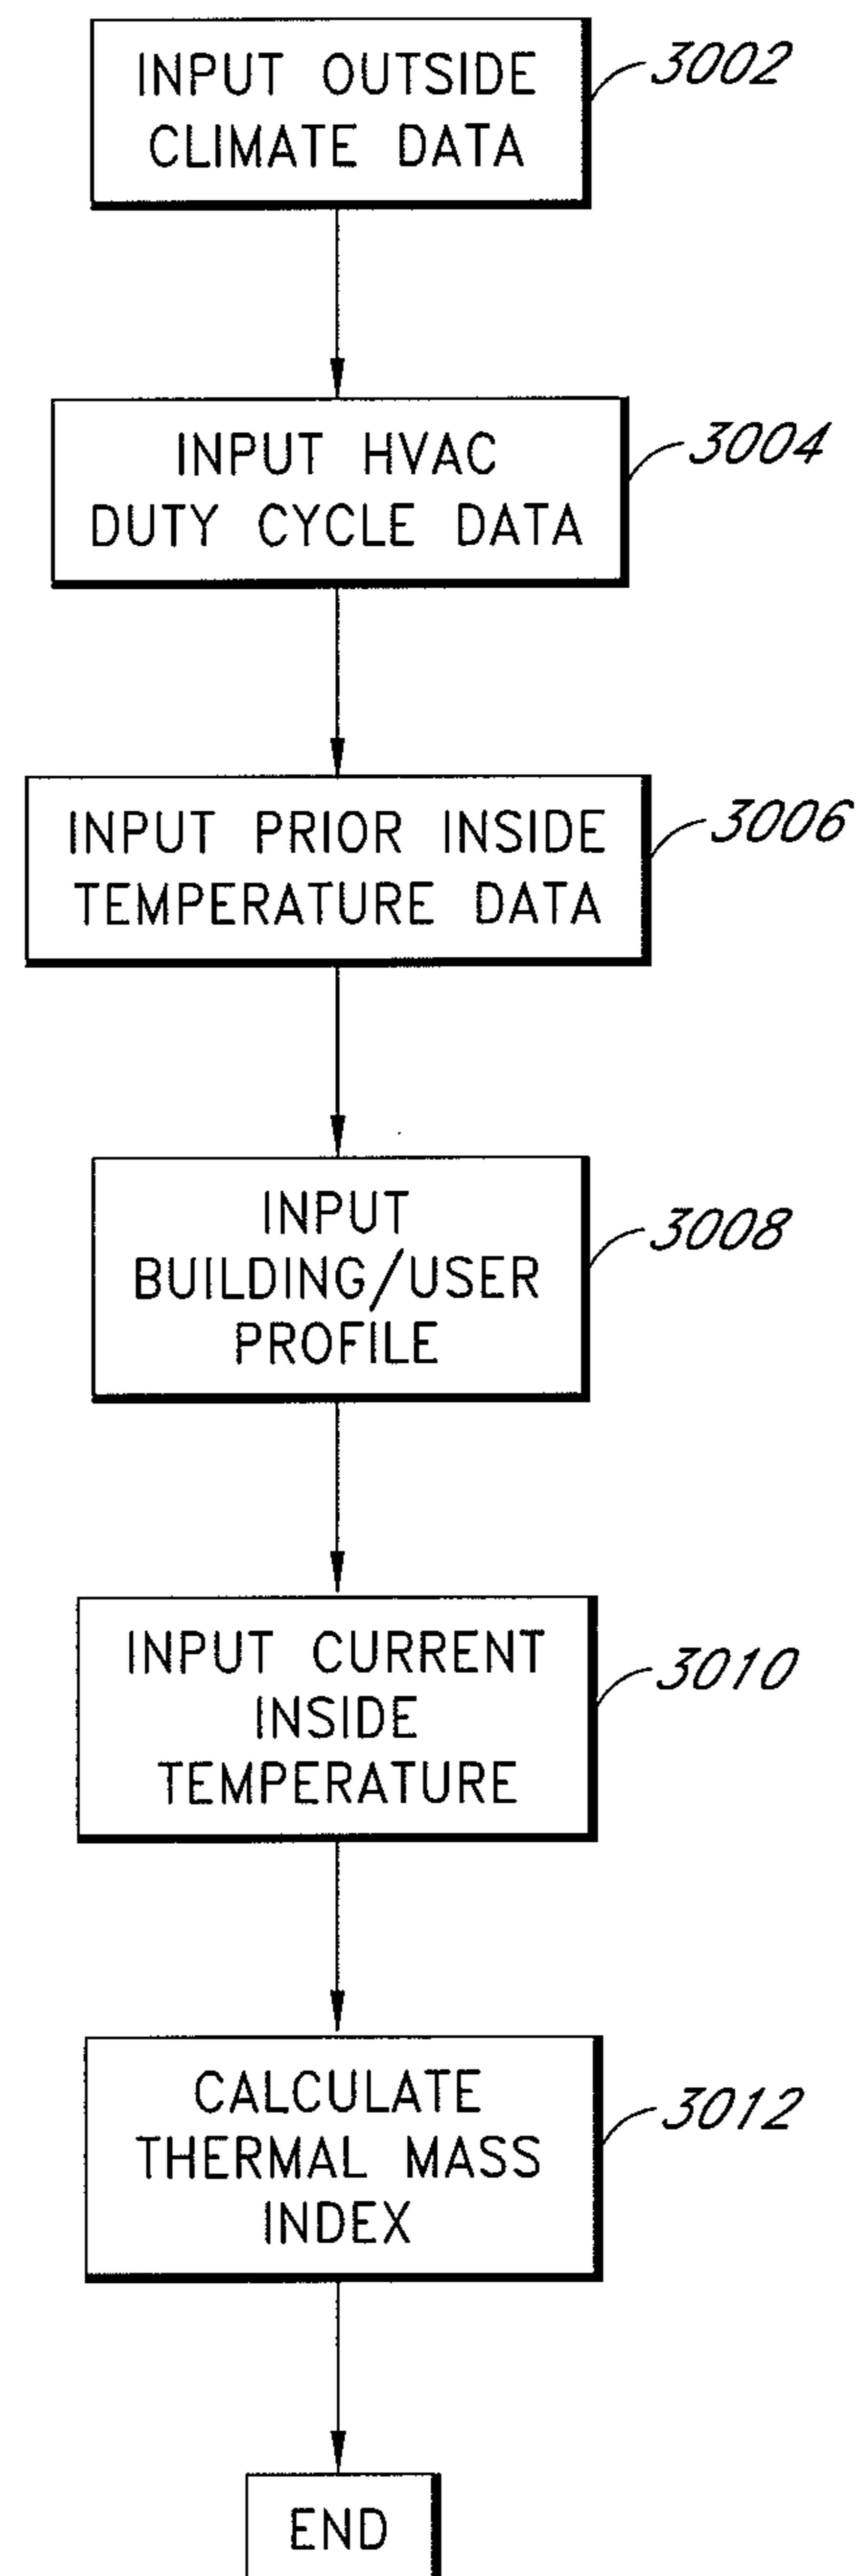 INPUT OUTSIDE
CLIMATE DATA
3002
INPUT HVAC
DUTY CYCLE DATA
3004
INPUT PRIOR INSIDE
TEMPERATURE DATA
3006
INPUT
BUILDING/USER
PROFILE
3008
INPUT CURRENT
INSIDE
TEMPERATURE
3010
CALCULATE
THERMAL MASS
INDEX
3012
END